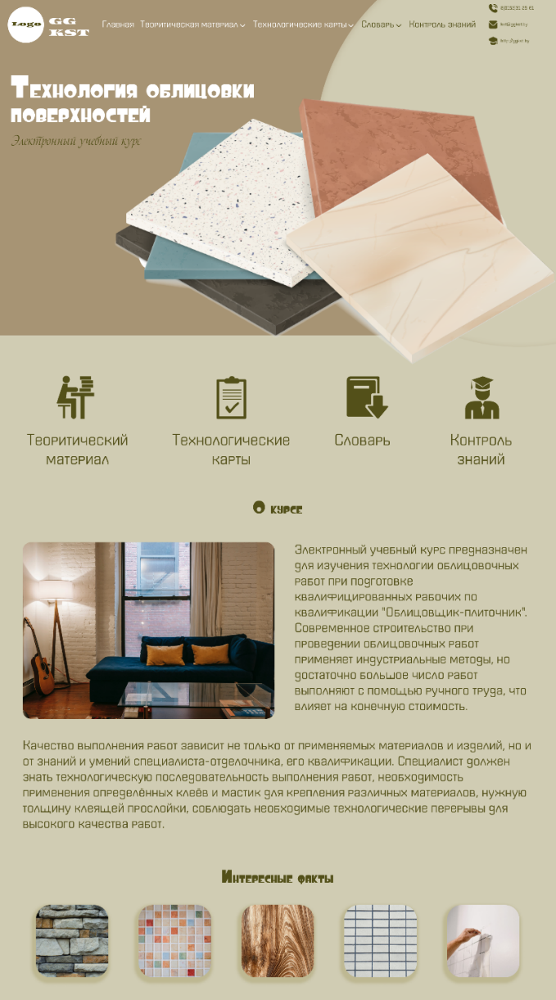 Logo
GG
KST
Главная Теоритическая материал Технологические карты Словарь Контроль знаний
Технология облицовки
поверхностей
Электронный учебный курс
Теоритический
материал
Технологические
карты
Словарь
Контроль
знаний
О курсе
Электронный учебный курс предназначен
для изучения технологии облицовочных
работ при подготовке
квалифицированных рабочих по
квалификации "Облицовщик-плиточник".
Современное строительство при
проведении облицовочных работ
применяет индустриальные методы, но
достаточно большое число работ
выполняют с помощью ручного труда, что
влияет на конечную стоимость.
Качество выполнения работ зависит не только от применяемых материалов и изделий, но и
от знаний и умений специалиста-отделочника, его квалификации. Специалист должен
знать технологическую последовательность выполнения работ, необходимость
применения определённых клеёв и мастик для крепления различных материалов, нужную
толщину клеящей прослойки, соблюдать необходимые технологические перерывы для
высокого качества работ.
Интересные факты